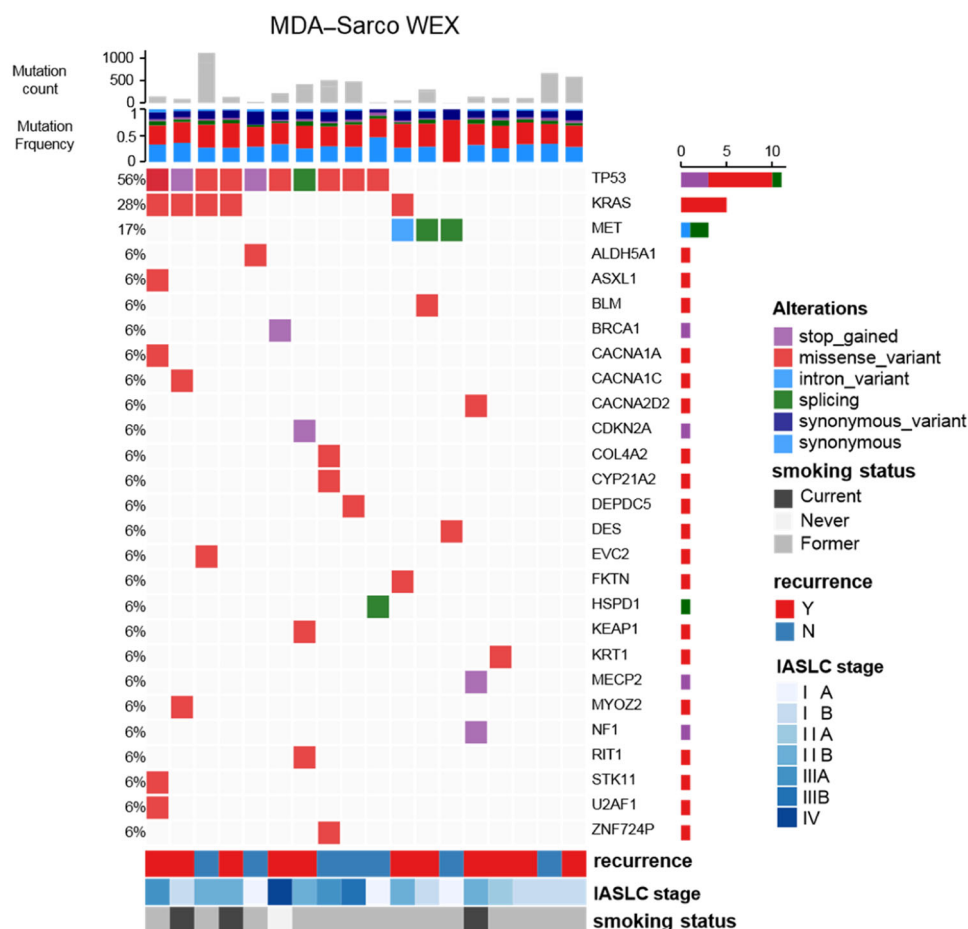 MDA–Sarco WEX
Mutation count
1000
500
0
Mutation Frquency
1
0.5
0
0 5 10
56% TP53
28% KRAS
17% MET
6% ALDH5A1
6% ASXL1
6% BLM
6% BRCA1
6% CACNA1A
6% CACNA1C
6% CACNA2D2
6% CDKN2A
6% COL4A2
6% CYP21A2
6% DEPDC5
6% DES
6% EVC2
6% FKTN
6% HSPD1
6% KEAP1
6% KRT1
6% MECP2
6% MYOZ2
6% NF1
6% RIT1
6% STK11
6% U2AF1
6% ZNF724P
recurrence
IASLC stage
smoking status
Alterations
stop_gained
missense_variant
intron_variant
splicing
synonymous_variant
synonymous
smoking status
Current
Never
Former
recurrence
Y
N
IASLC stage
I A
I B
IIA
IIB
IIIA
IIIB
IV